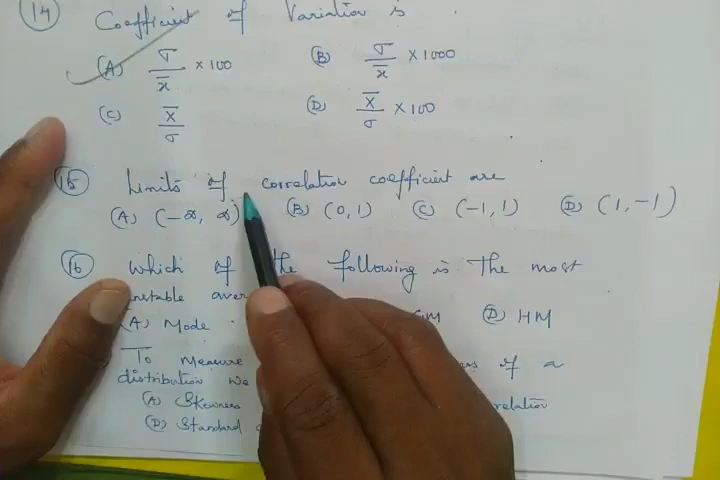 14 Coefficient of Variation is
(A) σ/x̅ × 100 (B) σ/x̅ × 1000
(C) x̅/σ (D) x̅/σ × 100
15 Limits of correlation coefficient are
(A) (-∞, ∞) (B) (0, 1) (C) (-1, 1) (D) (1, -1)
16 Which of the following is the most
(A) Mode GM (D) HM
To Measure of a
distribution we
(A) Skewness
(D) Standard